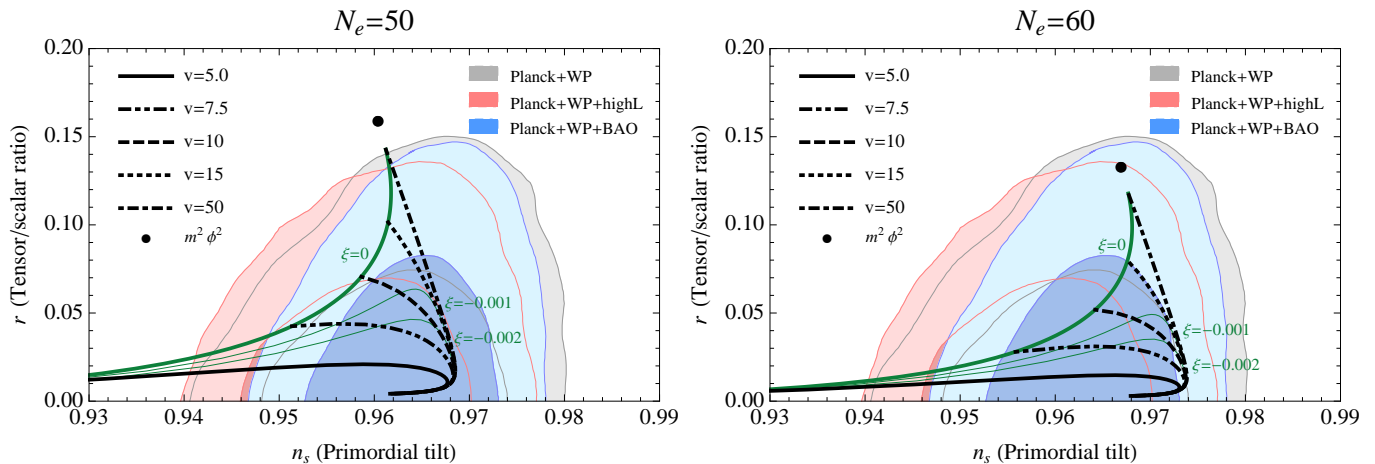 N_e=50
0.20
0.15
0.10
0.05
0.00
r (Tensor/scalar ratio)
v=5.0
v=7.5
v=10
v=15
v=50
m² ϕ²
Planck+WP
Planck+WP+highL
Planck+WP+BAO
ξ=0
ξ=−0.001
ξ=−0.002
0.93 0.94 0.95 0.96 0.97 0.98 0.99
n_s (Primordial tilt)
N_e=60
0.20
0.15
0.10
0.05
0.00
r (Tensor/scalar ratio)
v=5.0
v=7.5
v=10
v=15
v=50
m² ϕ²
Planck+WP
Planck+WP+highL
Planck+WP+BAO
ξ=0
ξ=−0.001
ξ=−0.002
0.93 0.94 0.95 0.96 0.97 0.98 0.99
n_s (Primordial tilt)